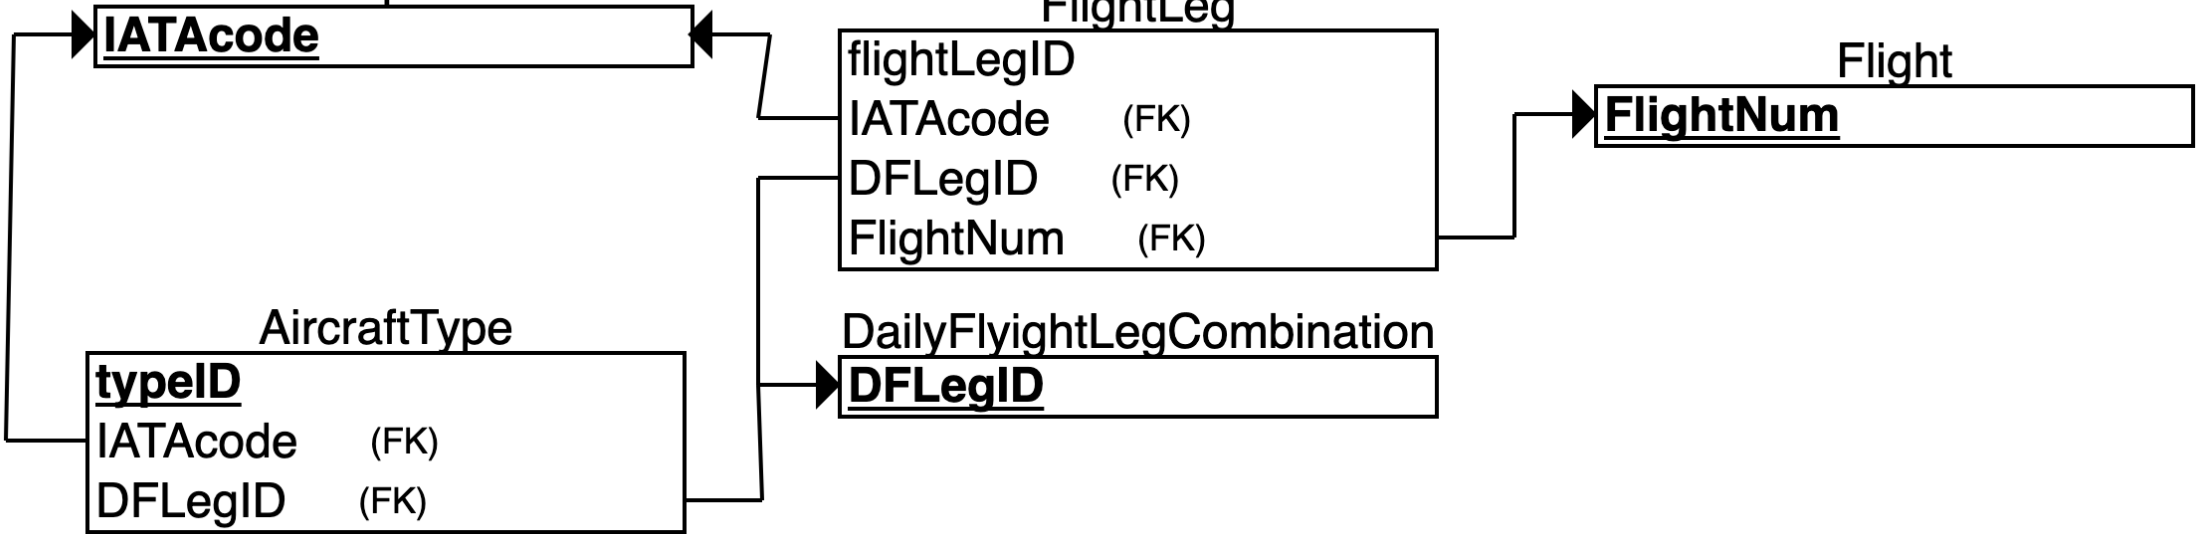 IATAcode
FlightLeg
flightLegID
IATAcode (FK)
DFLegID (FK)
FlightNum (FK)
Flight
FlightNum
AircraftType
typeID
IATAcode (FK)
DFLegID (FK)
DailyFlyightLegCombination
DFLegID